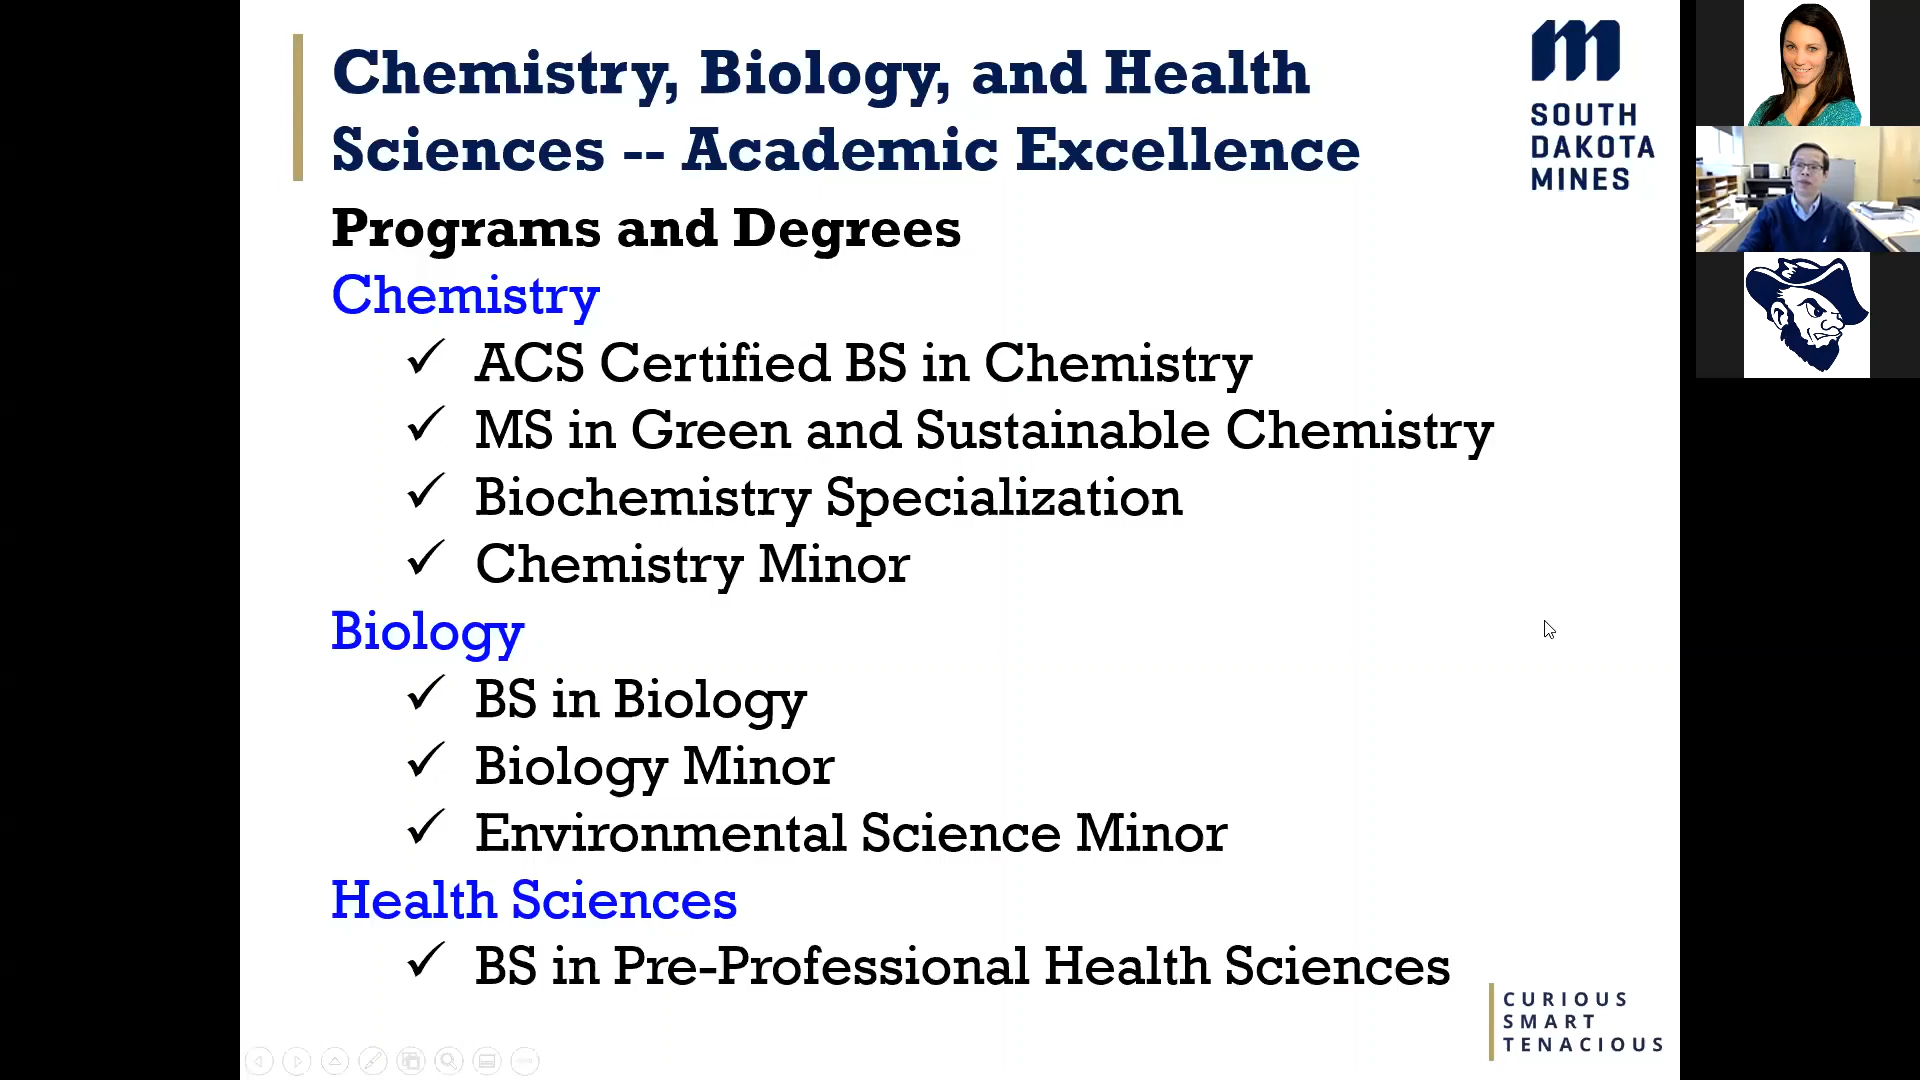 Chemistry, Biology, and Health
Sciences -- Academic Excellence
SOUTH
DAKOTA
MINES
Programs and Degrees
Chemistry
✓ ACS Certified BS in Chemistry
✓ MS in Green and Sustainable Chemistry
✓ Biochemistry Specialization
✓ Chemistry Minor
Biology
✓ BS in Biology
✓ Biology Minor
✓ Environmental Science Minor
Health Sciences
✓ BS in Pre-Professional Health Sciences
CURIOUS
SMART
TENACIOUS